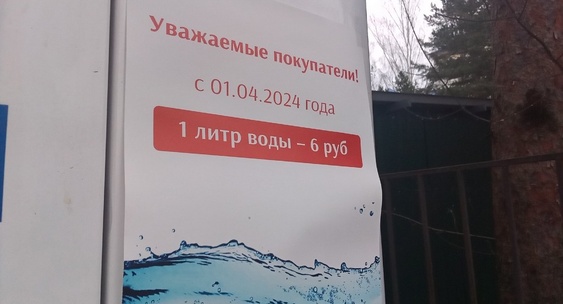 Уважаемые покупатели!
с 01.04.2024 года
1 литр воды – 6 руб